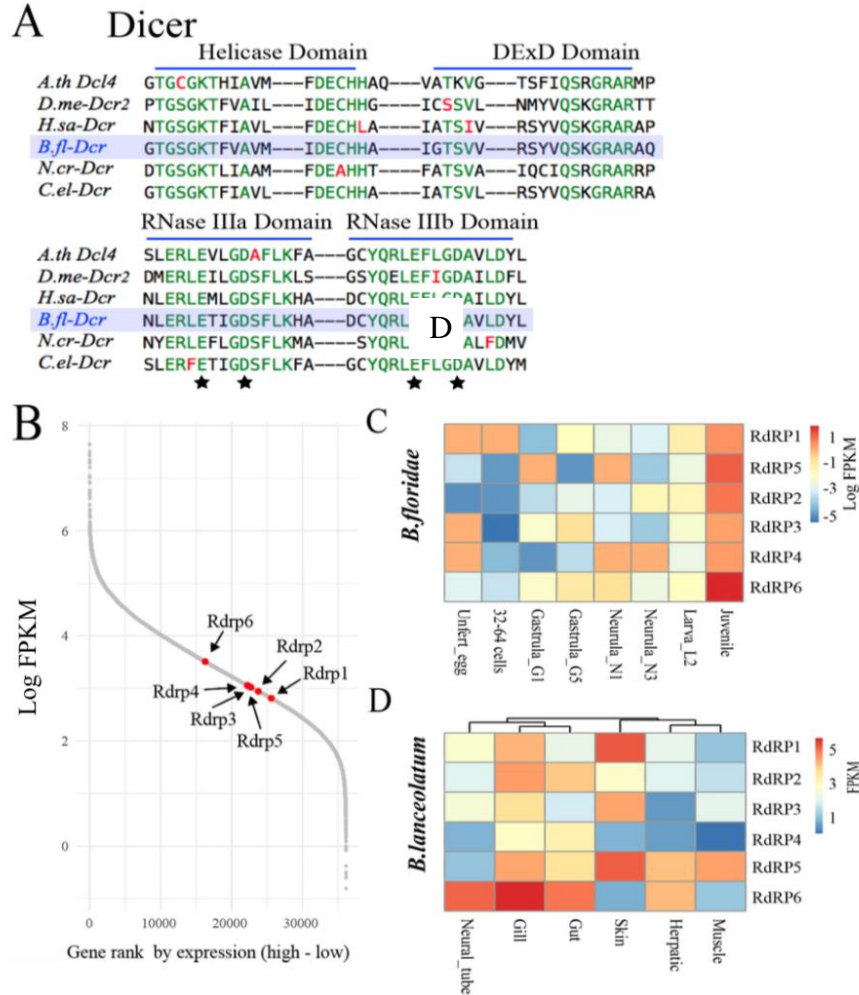 A Dicer
Helicase Domain DExD Domain
A.th Dcl4 GTGCGKTHIAVM---FDECHHAQ---VATKVG---TSFIQSRGRARMP
D.me-Dcr2 PTGSGKTFVAIL---IDECHHG----ICSSVL---NMYVQSKGRARTT
H.sa-Dcr NTGSGKTFIAVL---FDECHLA----IATSIV---RSYVQSKGRARAP
B.fl-Dcr GTGSGKTFVAVM---IDECHHA----IGTSVV---RSYVQSKGRARAQ
N.cr-Dcr DTGSGKTLIAAM---FDEAHHT----FATSVA---IQCIQSRGRARRP
C.el-Dcr GTGSGKTFIAVL---FDECHHA----IATSVL---RSYVQSKGRARRA
RNase IIIa Domain RNase IIIb Domain
A.th Dcl4 SLERLEVLGDAFLKFA---GCYQRLEFLGDAVLDYL
D.me-Dcr2 DMERLEILGDSFLKLS---GSYQELEFIGDAILDFL
H.sa-Dcr NLERLEMLGDSFLKHA---DCYQRLEFLGDAILDYL
B.fl-Dcr NLERLETIGDSFLKHA---DCYQRL D AVLDYL
N.cr-Dcr NYERLEFLGDSFLKMA---SYQRLEFLGDALFDMV
C.el-Dcr SLERFETIGDSFLKFA---DCYQRLEFLGDAVLDYM
B
Log FPKM
8
6
4
2
0
Rdrp6
Rdrp2
Rdrp1
Rdrp4
Rdrp3
Rdrp5
0 10000 20000 30000
Gene rank by expression (high - low)
C
B.floridae
RdRP1
RdRP5
RdRP2
RdRP3
RdRP4
RdRP6
Unfert_egg
32-64 cells
Gastrula_G1
Gastrula_G5
Neurula_N1
Neurula_N3
Larva_L2
Juvenile
1
-1
-3
-5
Log FPKM
D
B.lanceolatum
RdRP1
RdRP2
RdRP3
RdRP4
RdRP5
RdRP6
Neural_tube
Gill
Gut
Skin
Herpatic
Muscle
5
3
1
FPKM